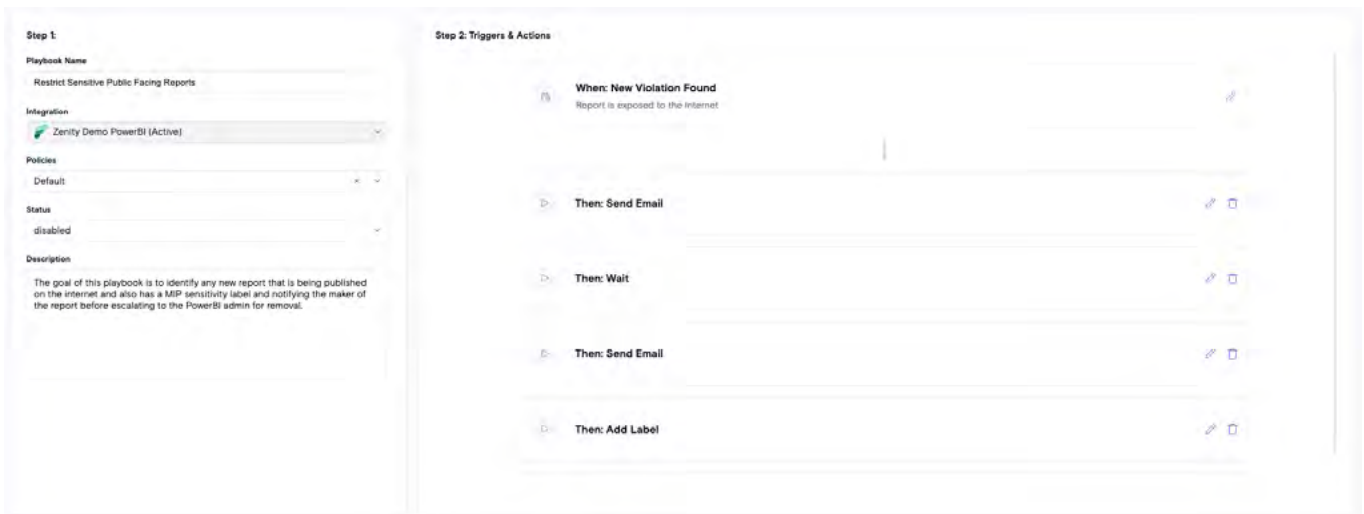 Step 1:
Playbook Name
Restrict Sensitive Public Facing Reports
Integration
Zenity Demo PowerBI (Active)
Policies
Default
Status
disabled
Description
The goal of this playbook is to identify any new report that is being published
on the internet and also has a MIP sensitivity label and notifying the maker of
the report before escalating to the PowerBI admin for removal.
Step 2: Triggers & Actions
When: New Violation Found
Report is exposed to the internet
Then: Send Email
Then: Wait
Then: Send Email
Then: Add Label